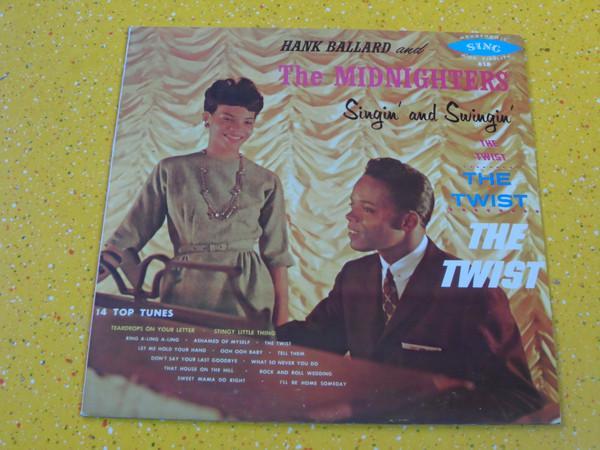 HANK BALLARD and
The MIDNIGHTERS
Singin' and Swingin'
SING
618
THE
TWIST
THE
TWIST
THE
TWIST
14 TOP TUNES
TEARDROPS ON YOUR LETTER · STINGY LITTLE THING
RING A-LING A-LING · ASHAMED OF MYSELF · THE TWIST
LET ME HOLD YOUR HAND · OOH OOH BABY · TELL THEM
DON'T SAY YOUR LAST GOODBYE · WHAT SO NEVER YOU DO
THAT HOUSE ON THE HILL · ROCK AND ROLL WEDDING
SWEET MAMA DO RIGHT · I'LL BE HOME SOMEDAY